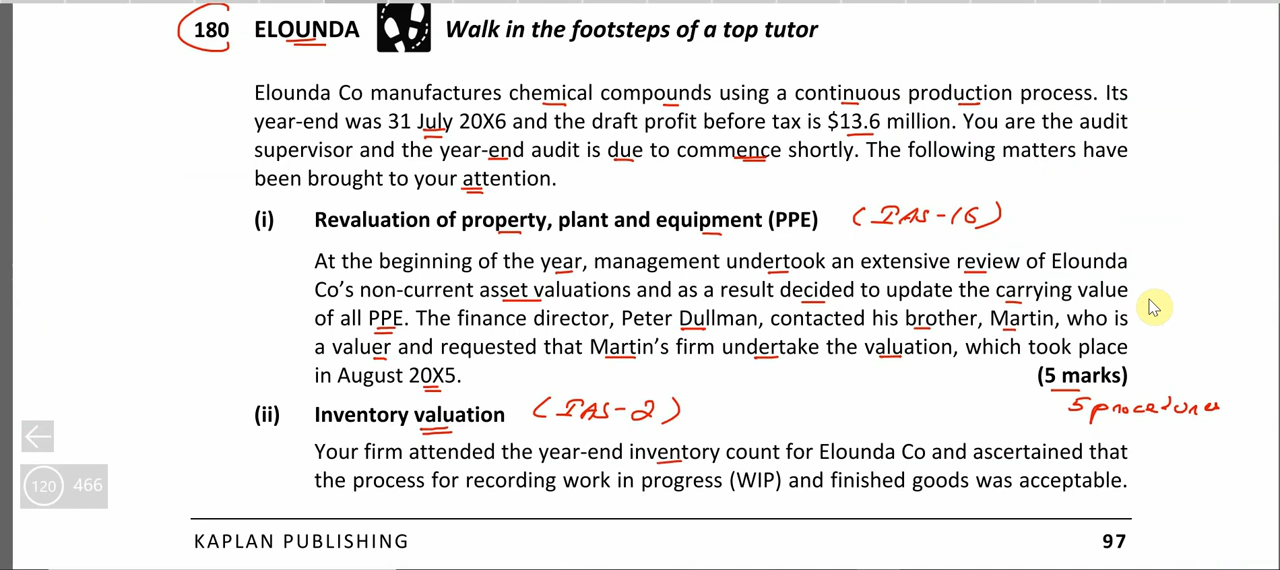 180 ELOUNDA Walk in the footsteps of a top tutor
Elounda Co manufactures chemical compounds using a continuous production process. Its
year-end was 31 July 20X6 and the draft profit before tax is $13.6 million. You are the audit
supervisor and the year-end audit is due to commence shortly. The following matters have
been brought to your attention.
(i) Revaluation of property, plant and equipment (PPE) (IAS-16)
At the beginning of the year, management undertook an extensive review of Elounda
Co's non-current asset valuations and as a result decided to update the carrying value
of all PPE. The finance director, Peter Dullman, contacted his brother, Martin, who is
a valuer and requested that Martin's firm undertake the valuation, which took place
in August 20X5. (5 marks)
5 procedures
(ii) Inventory valuation (IAS-2)
Your firm attended the year-end inventory count for Elounda Co and ascertained that
the process for recording work in progress (WIP) and finished goods was acceptable.
120 466
KAPLAN PUBLISHING 97